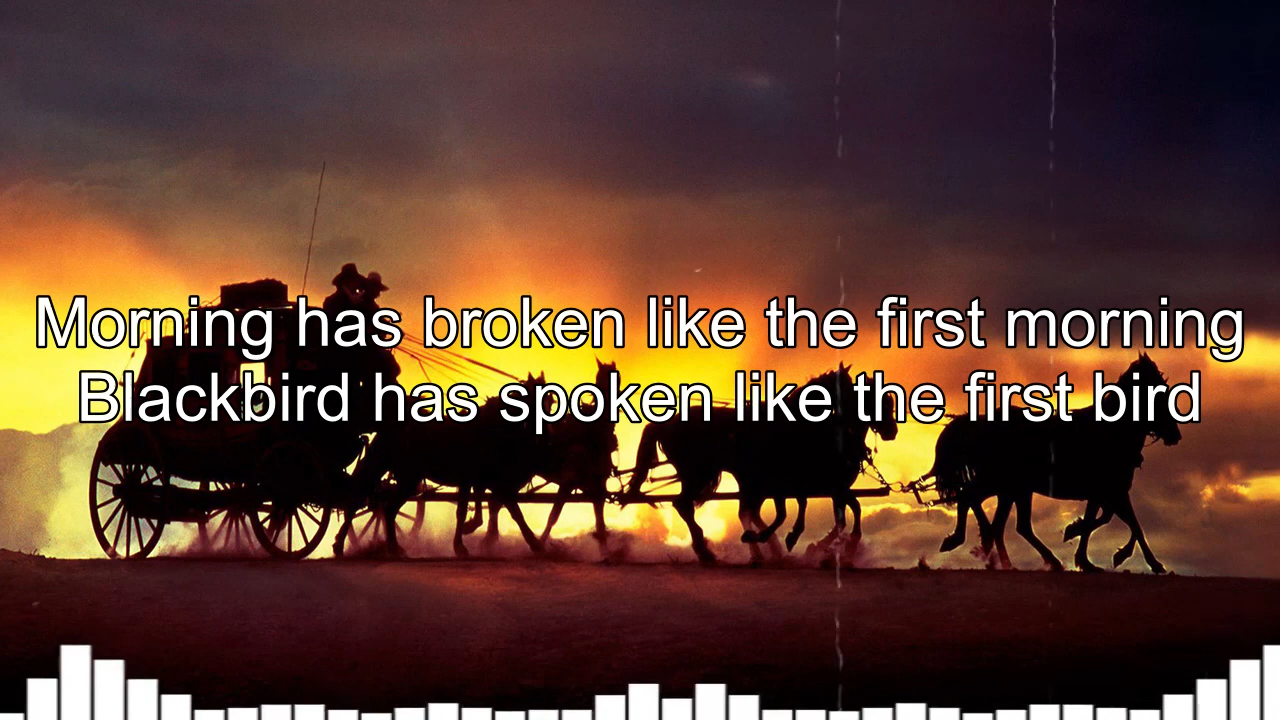 Morning has broken like the first morning
Blackbird has spoken like the first bird